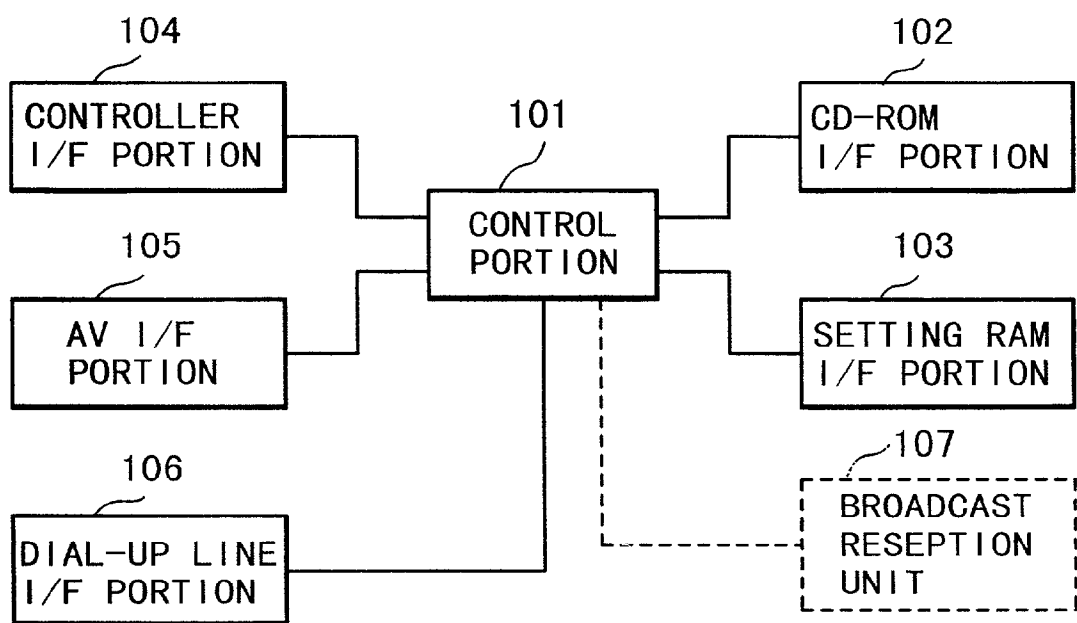 104
CONTROLLER
I/F PORTION
102
CD-ROM
I/F PORTION
101
CONTROL
PORTION
105
AV I/F
PORTION
103
SETTING RAM
I/F PORTION
106
DIAL-UP LINE
I/F PORTION
107
BROADCAST
RESEPTION
UNIT